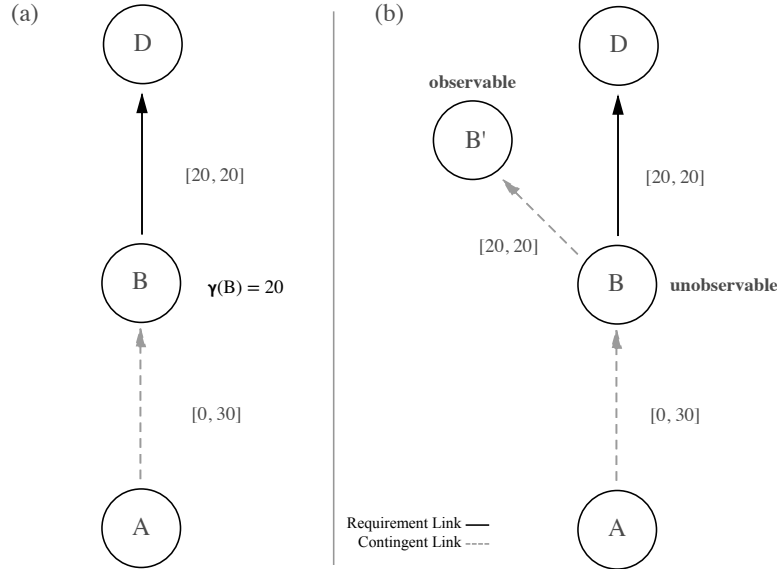 (a)
D
[20, 20]
B
γ(B) = 20
[0, 30]
A
(b)
D
observable
B'
[20, 20]
[20, 20]
B
unobservable
[0, 30]
A
Requirement Link
Contingent Link